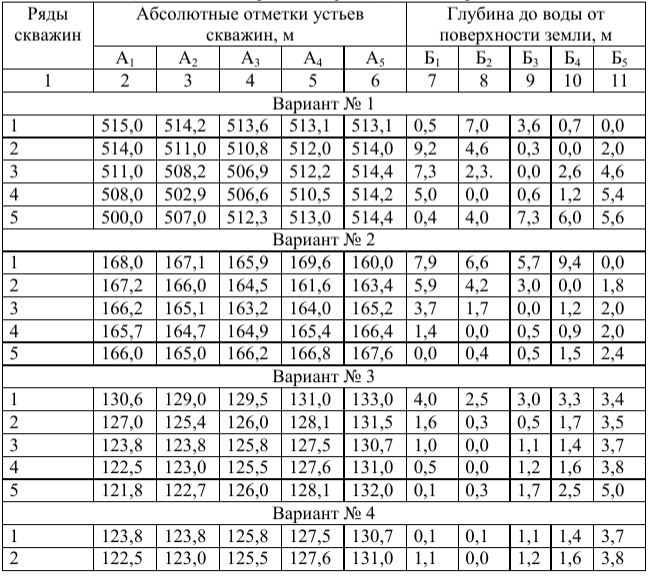 Ряды скважин Абсолютные отметки устьев скважин, м Глубина до воды от поверхности земли, м
А1 А2 А3 А4 А5 Б1 Б2 Б3 Б4 Б5
1 2 3 4 5 6 7 8 9 10 11
Вариант № 1
1 515,0 514,2 513,6 513,1 513,1 0,5 7,0 3,6 0,7 0,0
2 514,0 511,0 510,8 512,0 514,0 9,2 4,6 0,3 0,0 2,0
3 511,0 508,2 506,9 512,2 514,4 7,3 2,3. 0,0 2,6 4,6
4 508,0 502,9 506,6 510,5 514,2 5,0 0,0 0,6 1,2 5,4
5 500,0 507,0 512,3 513,0 514,4 0,4 4,0 7,3 6,0 5,6
Вариант № 2
1 168,0 167,1 165,9 169,6 160,0 7,9 6,6 5,7 9,4 0,0
2 167,2 166,0 164,5 161,6 163,4 5,9 4,2 3,0 0,0 1,8
3 166,2 165,1 163,2 164,0 165,2 3,7 1,7 0,0 1,2 2,0
4 165,7 164,7 164,9 165,4 166,4 1,4 0,0 0,5 0,9 2,0
5 166,0 165,0 166,2 166,8 167,6 0,0 0,4 0,5 1,5 2,4
Вариант № 3
1 130,6 129,0 129,5 131,0 133,0 4,0 2,5 3,0 3,3 3,4
2 127,0 125,4 126,0 128,1 131,5 1,6 0,3 0,5 1,7 3,5
3 123,8 123,8 125,8 127,5 130,7 1,0 0,0 1,1 1,4 3,7
4 122,5 123,0 125,5 127,6 131,0 0,5 0,0 1,2 1,6 3,8
5 121,8 122,7 126,0 128,1 132,0 0,1 0,3 1,7 2,5 5,0
Вариант № 4
1 123,8 123,8 125,8 127,5 130,7 0,1 0,1 1,1 1,4 3,7
2 122,5 123,0 125,5 127,6 131,0 1,1 0,0 1,2 1,6 3,8